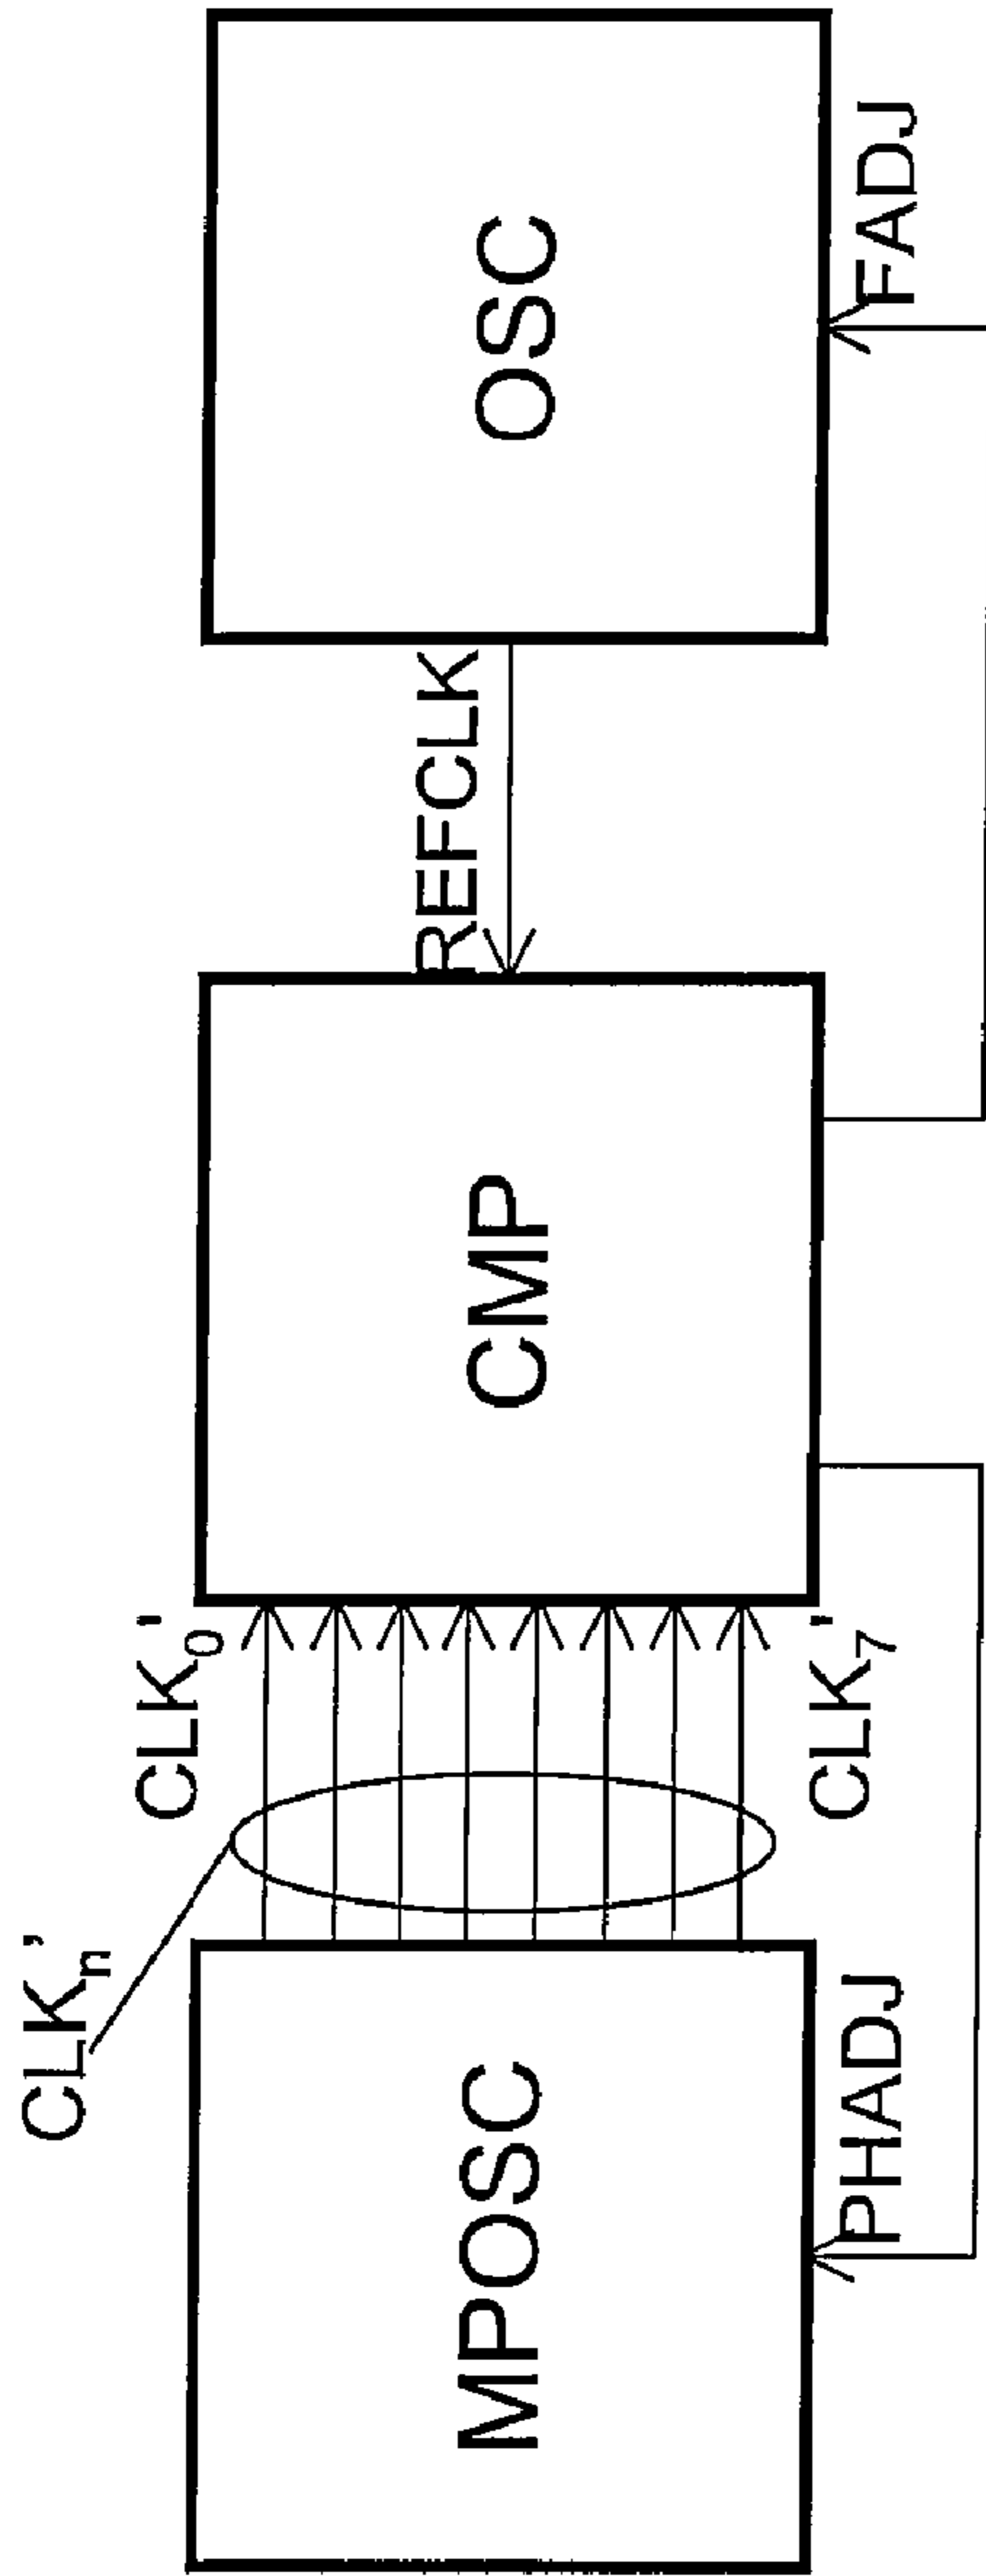 CLKₙ'
CLK₀'
MPOSC
CMP
REFCLK
OSC
CLK₇'
PHADJ
FADJ